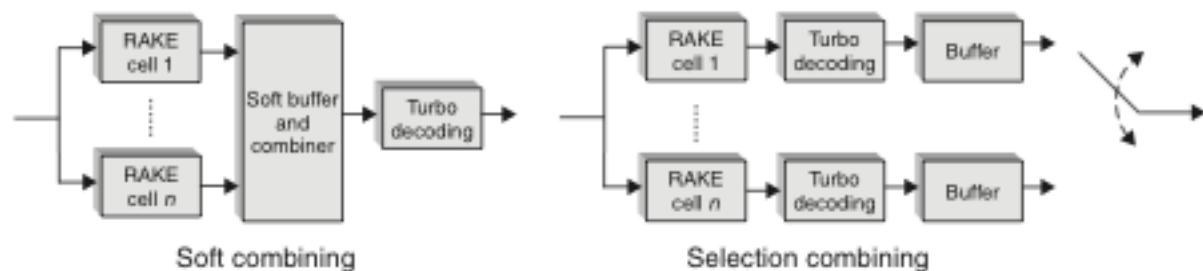 RAKE
cell 1
RAKE
cell n
Soft buffer
and
combiner
Turbo
decoding
Soft combining
RAKE
cell 1
Turbo
decoding
Buffer
RAKE
cell n
Turbo
decoding
Buffer
Selection combining